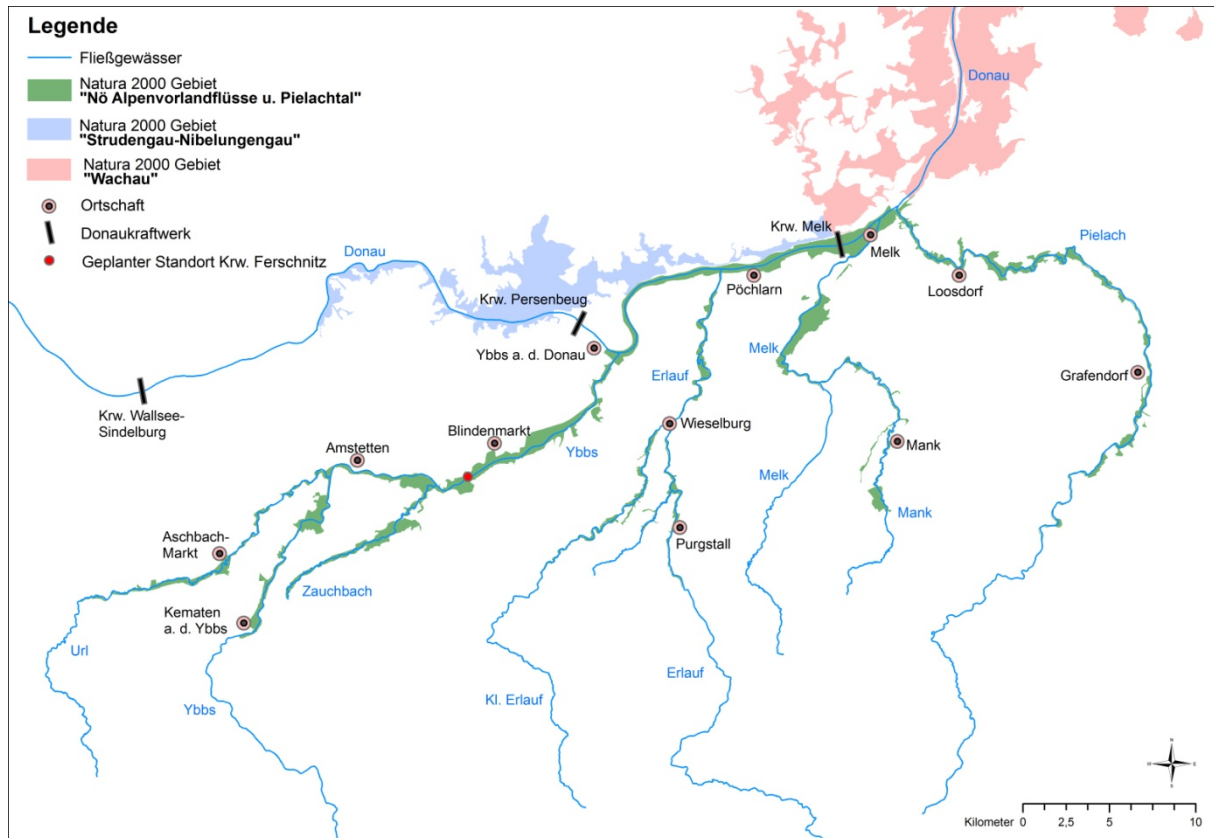 Legende
Fließgewässer
Natura 2000 Gebiet
"Nö Alpenvorlandflüsse u. Pielachtal"
Natura 2000 Gebiet
"Strudengau-Nibelungengau"
Natura 2000 Gebiet
"Wachau"
Ortschaft
Donaukraftwerk
Geplanter Standort Krw. Ferschnitz
Donau
Krw. Melk
Melk
Pielach
Donau
Pöchlarn
Loosdorf
Krw. Persenbeug
Ybbs a. d. Donau
Melk
Erlauf
Grafendorf
Krw. Wallsee-
Sindelburg
Wieselburg
Blindenmarkt
Ybbs
Amstetten
Mank
Melk
Mank
Aschbach-
Markt
Purgstall
Zauchbach
Kematen
a. d. Ybbs
Url
Ybbs
Kl. Erlauf
Erlauf
N
W
E
S
Kilometer 0 2,5 5 10